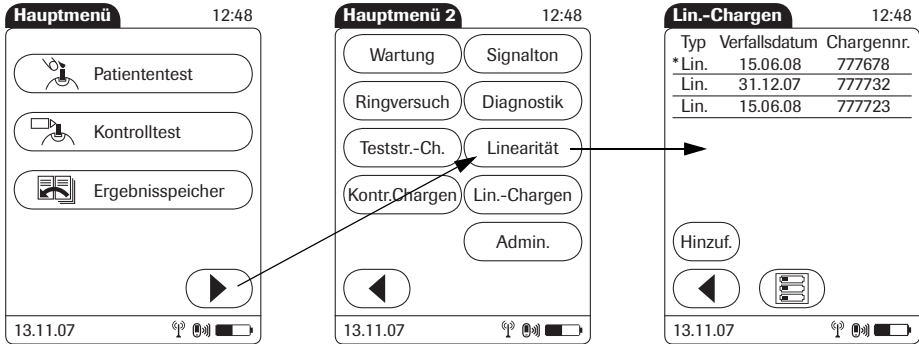 Hauptmenü 12:48
Patiententest
Kontrolltest
Ergebnisspeicher
13.11.07
Hauptmenü 2 12:48
Wartung Signalton
Ringversuch Diagnostik
Teststr.-Ch. Linearität
Kontr.Chargen Lin.-Chargen
Admin.
13.11.07
Lin.-Chargen 12:48
Typ Verfallsdatum Chargennr.
*Lin. 15.06.08 777678
Lin. 31.12.07 777732
Lin. 15.06.08 777723
Hinzuf.
13.11.07